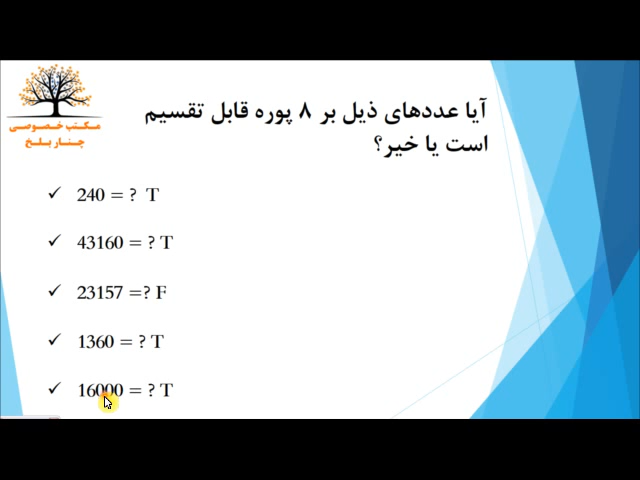 مکتب خصوصی
چنار بلخ
آیا عددهای ذیل بر ۸ پوره قابل تقسیم
است یا خیر؟
240 = ? T
43160 = ? T
23157 =? F
1360 = ? T
16000 = ? T